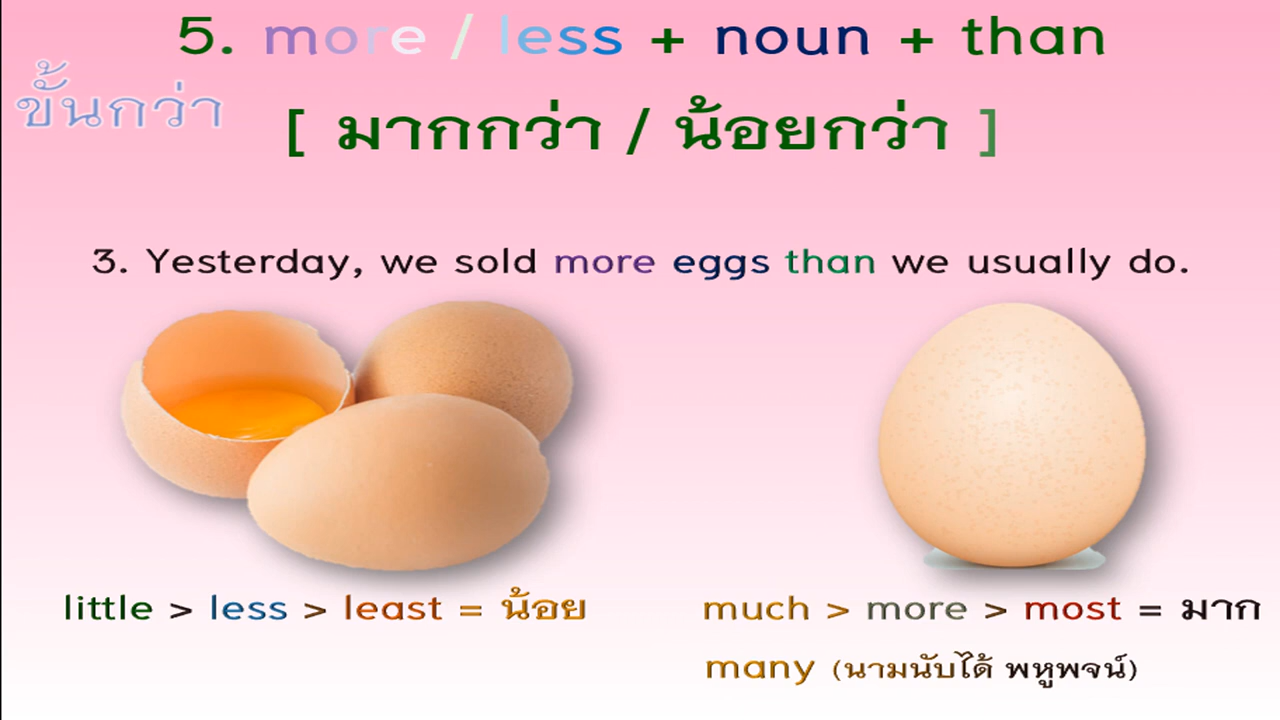 5. more / less + noun + than
ขั้นกว่า
[ มากกว่า / น้อยกว่า ]
3. Yesterday, we sold more eggs than we usually do.
little > less > least = น้อย
much > more > most = มาก
many (นามนับได้ พหูพจน์)